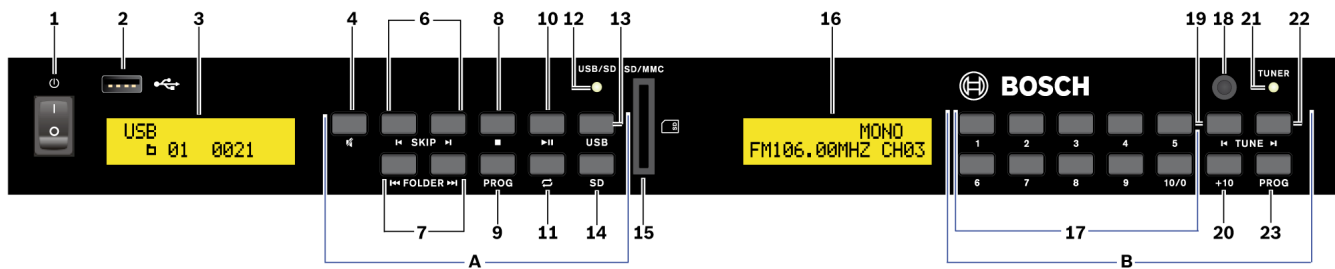 1 2 3 4 6 8 10 12 13 16 19 18 21 22
USB/SD SD/MMC TUNER
BOSCH
I
O
USB
01 0021
SKIP USB
FOLDER PROG SD
SD
MONO
FM106.00MHZ CH03
1 2 3 4 5 TUNE
6 7 8 9 10/0 +10 PROG
7 9 11 14 15 17 20 23
A B